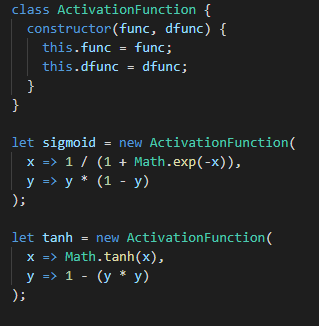 class ActivationFunction {
  constructor(func, dfunc) {
    this.func = func;
    this.dfunc = dfunc;
  }
}

let sigmoid = new ActivationFunction(
  x => 1 / (1 + Math.exp(-x)),
  y => y * (1 - y)
);

let tanh = new ActivationFunction(
  x => Math.tanh(x),
  y => 1 - (y * y)
);